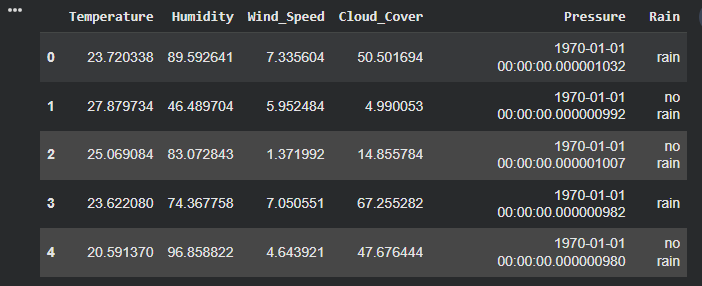 Temperature Humidity Wind_Speed Cloud_Cover Pressure Rain
0 23.720338 89.592641 7.335604 50.501694 1970-01-01 00:00:00.000001032 rain
1 27.879734 46.489704 5.952484 4.990053 1970-01-01 00:00:00.000000992 no rain
2 25.069084 83.072843 1.371992 14.855784 1970-01-01 00:00:00.000001007 no rain
3 23.622080 74.367758 7.050551 67.255282 1970-01-01 00:00:00.000000982 rain
4 20.591370 96.858822 4.643921 47.676444 1970-01-01 00:00:00.000000980 no rain